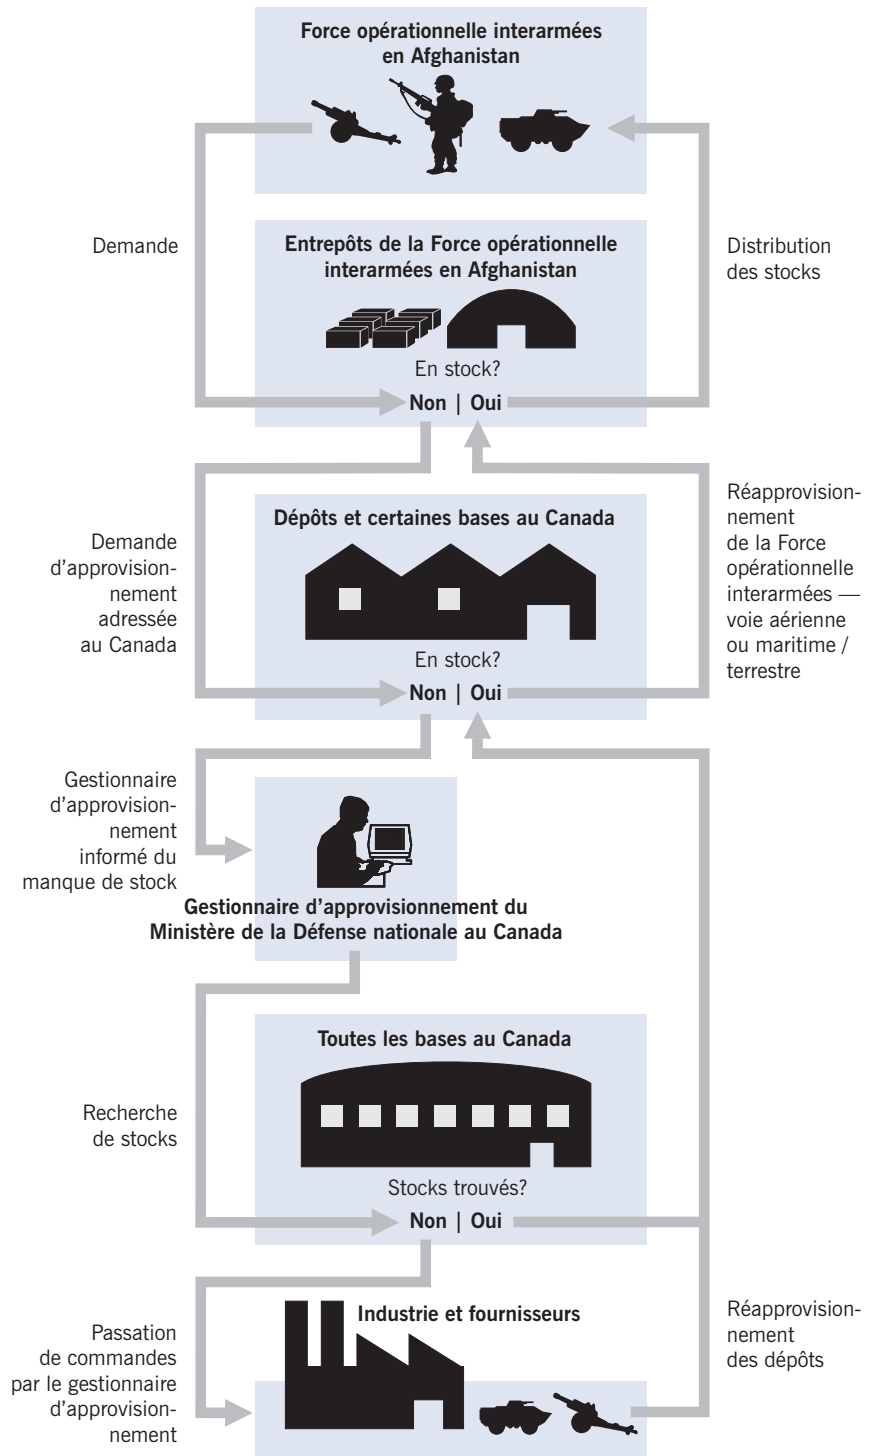 Force opérationnelle interarmées
en Afghanistan
Demande
Entrepôts de la Force opérationnelle
interarmées en Afghanistan
Distribution
des stocks
En stock?
Non | Oui
Demande
d’approvision-
nement
adressée
au Canada
Dépôts et certaines bases au Canada
Réapprovision-
nement
de la Force
opérationnelle
interarmées —
voie aérienne
ou maritime /
terrestre
En stock?
Non | Oui
Gestionnaire
d’approvision-
nement
informé du
manque de stock
Gestionnaire d’approvisionnement du
Ministère de la Défense nationale au Canada
Toutes les bases au Canada
Recherche
de stocks
Stocks trouvés?
Non | Oui
Passation
de commandes
par le gestionnaire
d’approvision-
nement
Industrie et fournisseurs
Réapprovision-
nement
des dépôts